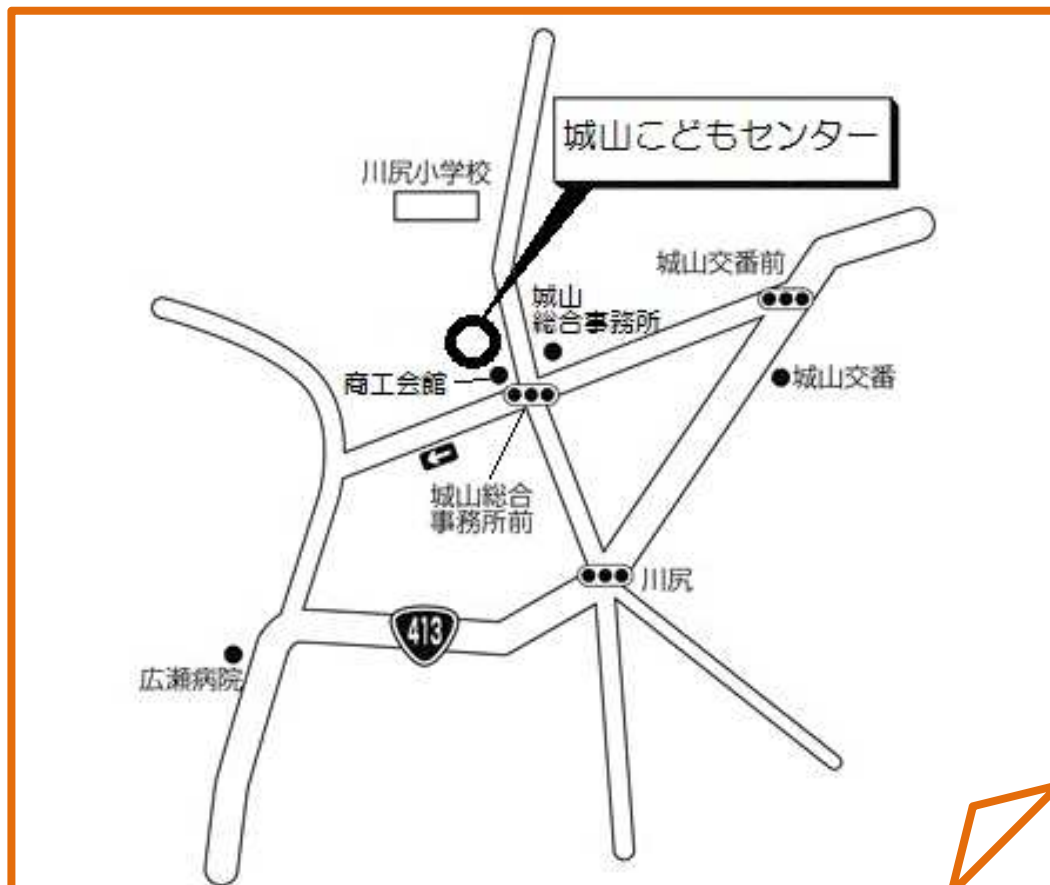 城山こどもセンター
川尻小学校
城山交番前
城山
総合事務所
商工会館
城山交番
城山総合
事務所前
川尻
413
広瀬病院